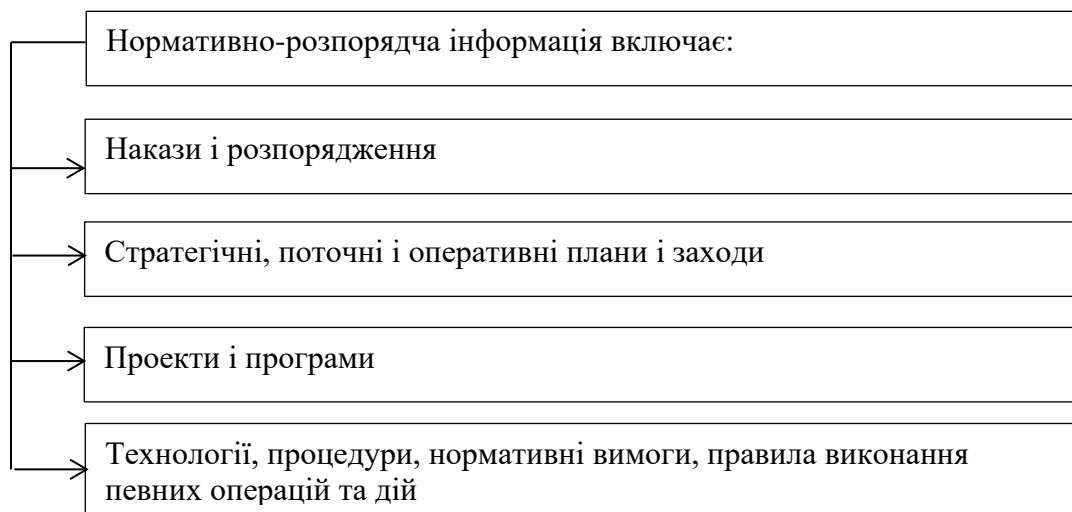 Нормативно-розпорядча інформація включає:
Накази і розпорядження
Стратегічні, поточні і оперативні плани і заходи
Проекти і програми
Технології, процедури, нормативні вимоги, правила виконання
певних операцій та дій